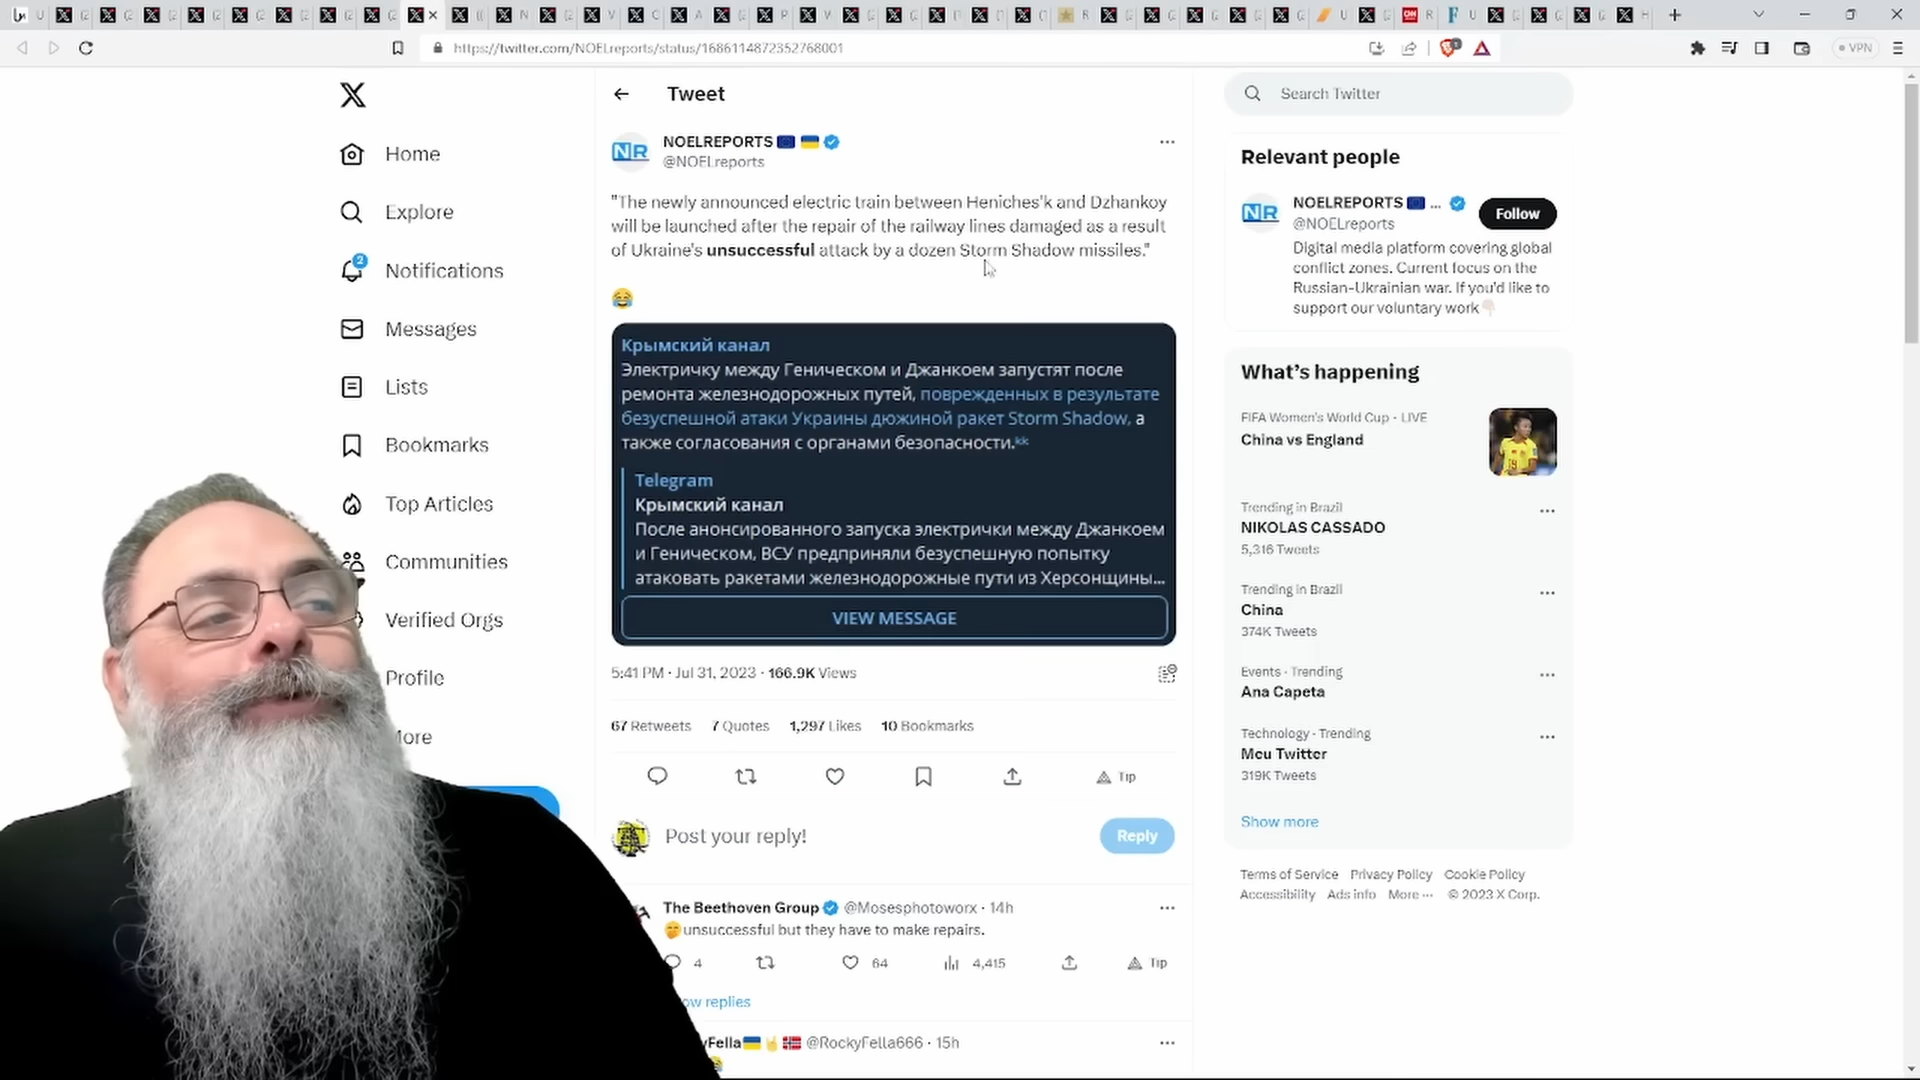 https://twitter.com/NOELreports/status/1686114872352768001
VPN
Home
Explore
2
Notifications
Messages
Lists
Bookmarks
Top Articles
Communities
Verified Orgs
Profile
More
Tweet
NR
NOELREPORTS
@NOELreports
"The newly announced electric train between Heniches'k and Dzhankoy
will be launched after the repair of the railway lines damaged as a result
of Ukraine's unsuccessful attack by a dozen Storm Shadow missiles."
Крымский канал
Электричку между Геническом и Джанкоем запустят после
ремонта железнодорожных путей, поврежденных в результате
безуспешной атаки Украины дюжиной ракет Storm Shadow, а
также согласования с органами безопасности.
Telegram
Крымский канал
После анонсированного запуска электрички между Джанкоем
и Геническом, ВСУ предприняли безуспешную попытку
атаковать ракетами железнодорожные пути из Херсонщины...
VIEW MESSAGE
5:41 PM · Jul 31, 2023 · 166.9K Views
67 Retweets 7 Quotes 1,297 Likes 10 Bookmarks
Tip
Post your reply!
Reply
The Beethoven Group @Mosesphotoworx · 14h
unsuccessful but they have to make repairs.
4 64 4,415 Tip
ow replies
yFella @RockyFella666 · 15h
Search Twitter
Relevant people
NR
NOELREPORTS ...
@NOELreports
Follow
Digital media platform covering global
conflict zones. Current focus on the
Russian-Ukrainian war. If you'd like to
support our voluntary work
What's happening
FIFA Women's World Cup · LIVE
China vs England
Trending in Brazil
NIKOLAS CASSADO
5,316 Tweets
Trending in Brazil
China
374K Tweets
Events · Trending
Ana Capeta
Technology · Trending
Meu Twitter
319K Tweets
Show more
Terms of Service Privacy Policy Cookie Policy
Accessibility Ads info More ··· © 2023 X Corp.